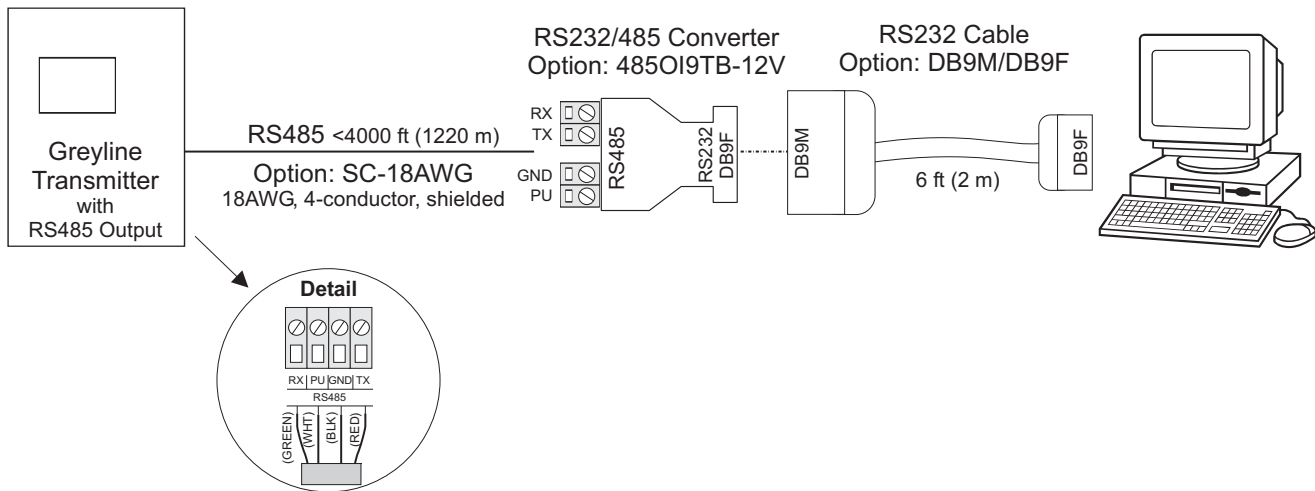 RS232/485 Converter
Option: 485OI9TB-12V
RS232 Cable
Option: DB9M/DB9F
Greyline
Transmitter
with
RS485 Output
RS485 <4000 ft (1220 m)
Option: SC-18AWG
18AWG, 4-conductor, shielded
RX
TX
GND
PU
RS485
RS232
DB9F
DB9M
6 ft (2 m)
DB9F
Detail
RX PU GND TX
RS485
(GREEN)
(WHT)
(BLK)
(RED)